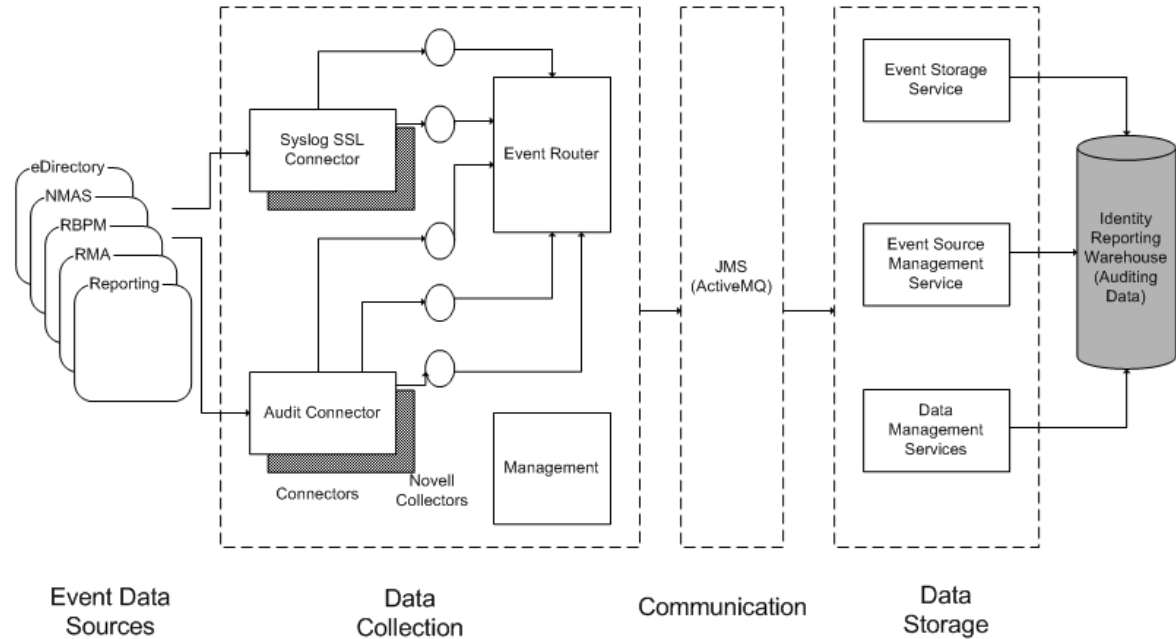 eDirectory
NMAS
RBPM
RMA
Reporting
Syslog SSL
Connector
Audit Connector
Connectors
Novell
Collectors
Event Router
Management
JMS
(ActiveMQ)
Event Storage
Service
Event Source
Management
Service
Data
Management
Services
Identity
Reporting
Warehouse
(Auditing
Data)
Event Data
Sources
Data
Collection
Communication
Data
Storage